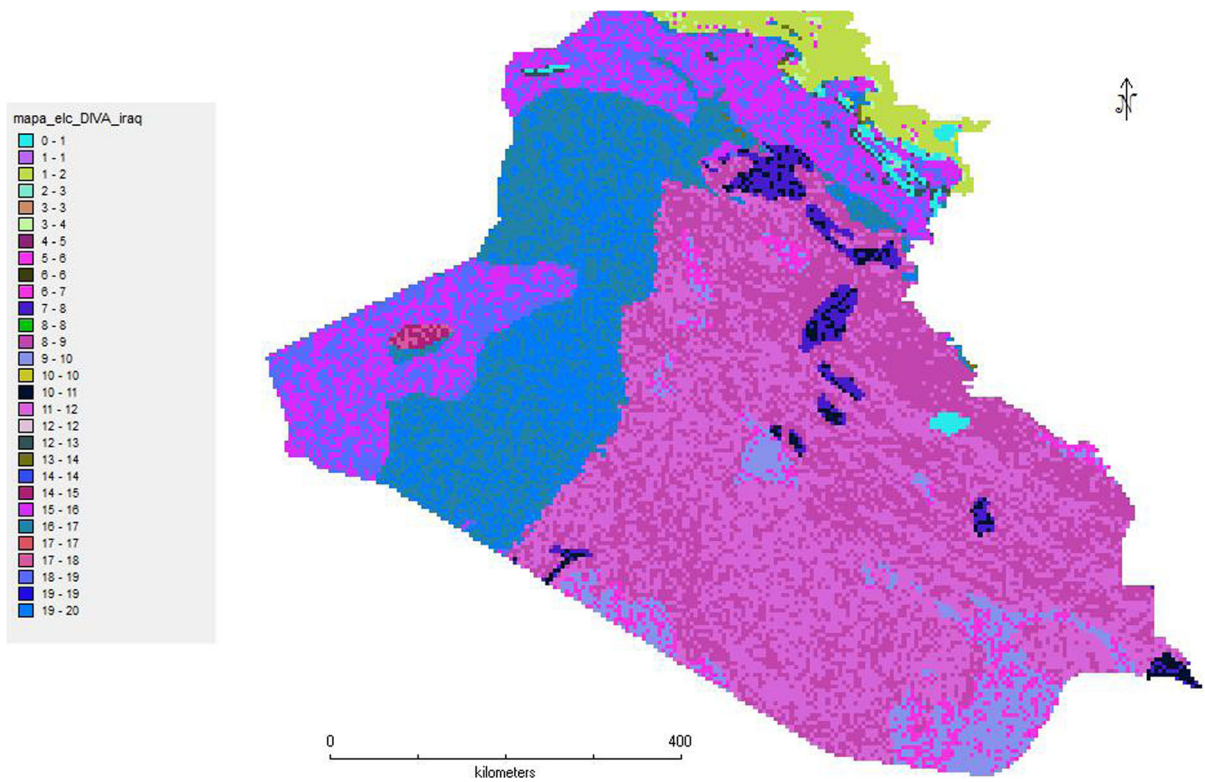 mapa_elc_DIVA_iraq
0 - 1
1 - 1
1 - 2
2 - 3
3 - 3
3 - 4
4 - 5
5 - 6
6 - 6
6 - 7
7 - 8
8 - 8
8 - 9
9 - 10
10 - 10
10 - 11
11 - 12
12 - 12
12 - 13
13 - 14
14 - 14
14 - 15
15 - 16
16 - 17
17 - 17
17 - 18
18 - 19
19 - 19
19 - 20
N
0 400
kilometers